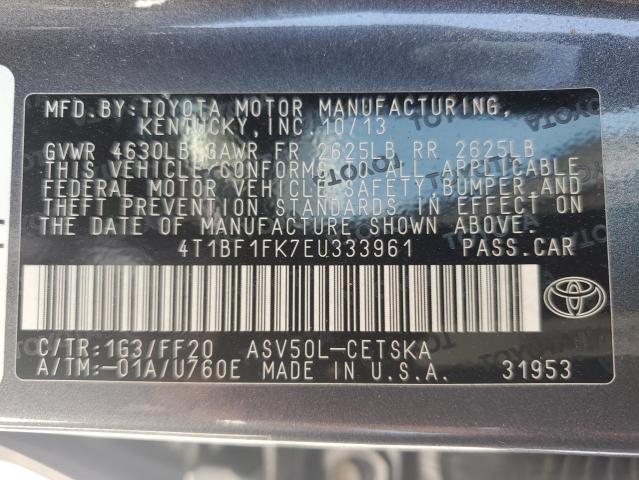 MFD.BY:TOYOTA MOTOR MANUFACTURING,
KENTUCKY, INC. 10/13
GVWR 4630LB GAWR FR 2625LB RR 2625LB
THIS VEHICLE CONFORMS TO ALL APPLICABLE
FEDERAL MOTOR VEHICLE SAFETY, BUMPER, AND
THEFT PREVENTION STANDARDS IN EFFECT ON
THE DATE OF MANUFACTURE SHOWN ABOVE.
4T1BF1FK7EU333961 PASS.CAR
C/TR:1G3/FF20 ASV50L-CETSKA
A/TM:-01A/U760E MADE IN U.S.A. 31953